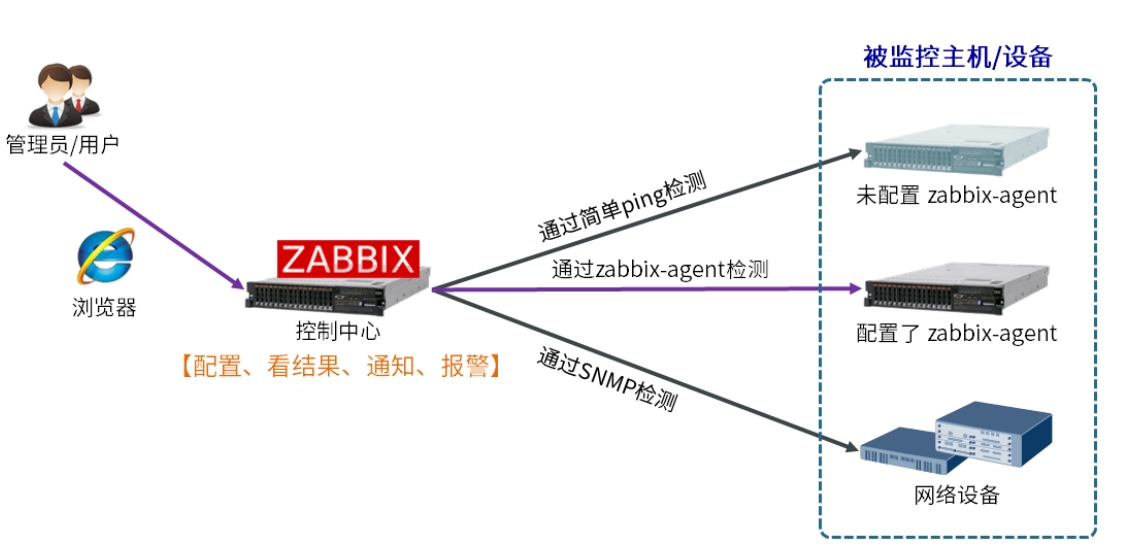 被监控主机/设备
管理员/用户
未配置 zabbix-agent
通过简单ping检测
ZABBIX
通过zabbix-agent检测
浏览器
控制中心
配置了 zabbix-agent
【配置、看结果、通知、报警】
通过SNMP检测
网络设备